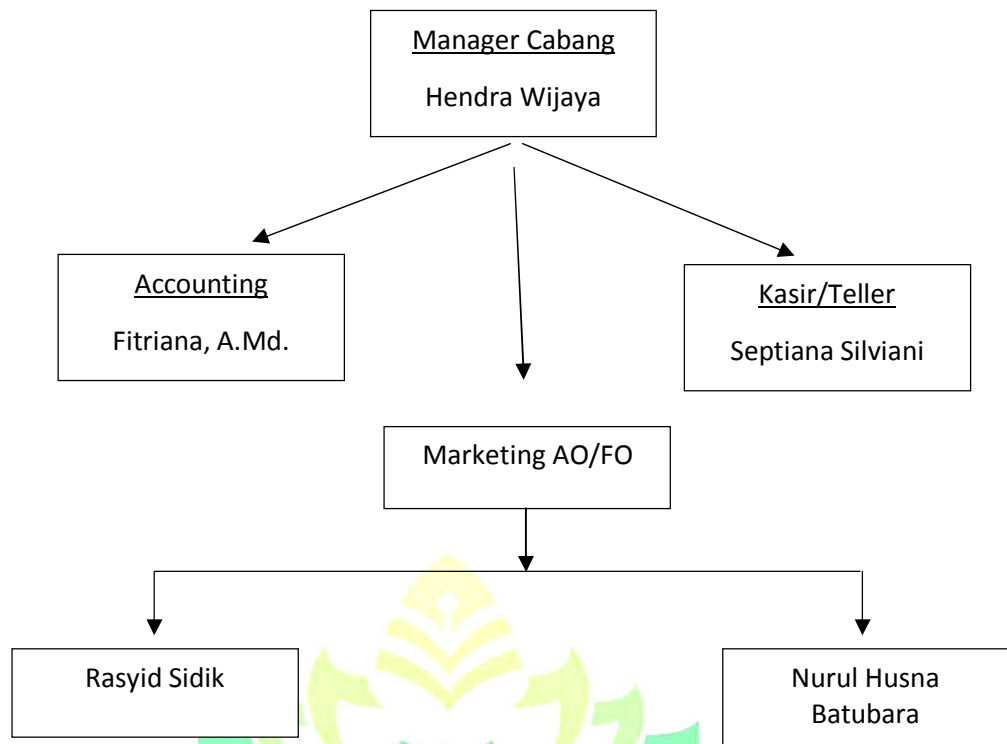 Manager Cabang
Hendra Wijaya
Accounting
Fitriana, A.Md.
Kasir/Teller
Septiana Silviani
Marketing AO/FO
Rasyid Sidik
Nurul Husna
Batubara